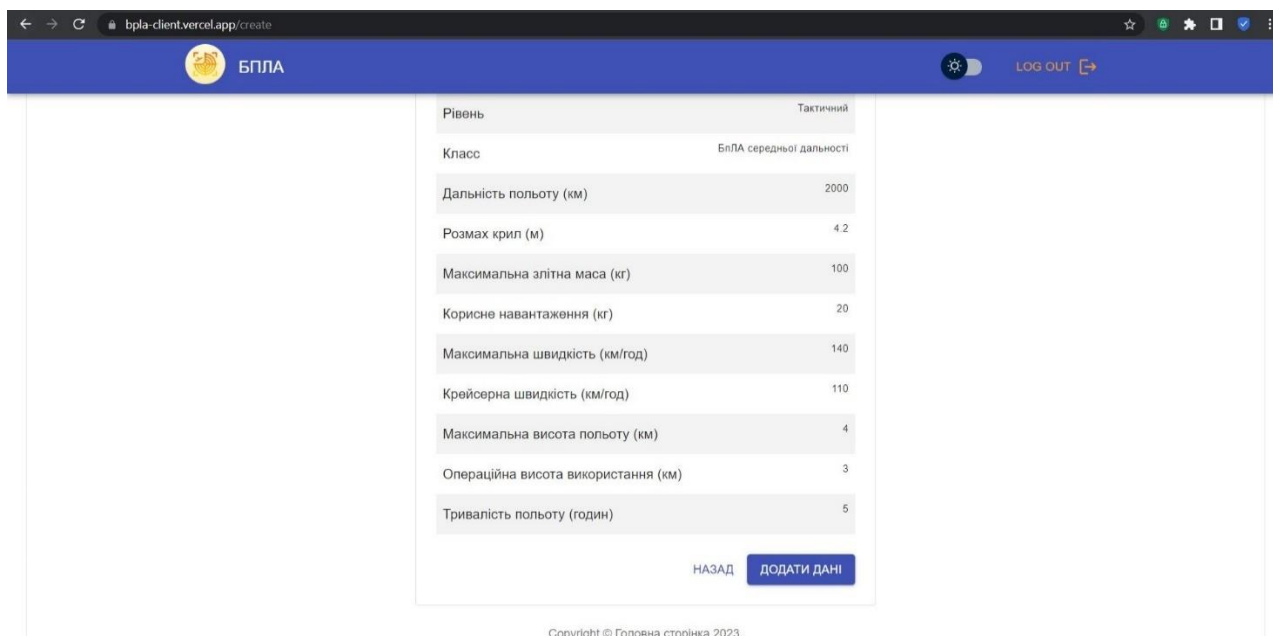 bpla-client.vercel.app/create
БПЛА
LOG OUT
Рівень Тактичний
Класс БпЛА середньої дальності
Дальність польоту (км) 2000
Розмах крил (м) 4.2
Максимальна злітна маса (кг) 100
Корисне навантаження (кг) 20
Максимальна швидкість (км/год) 140
Крейсерна швидкість (км/год) 110
Максимальна висота польоту (км) 4
Операційна висота використання (км) 3
Тривалість польоту (годин) 5
НАЗАД ДОДАТИ ДАНІ
Copyright © Головна сторінка 2023.